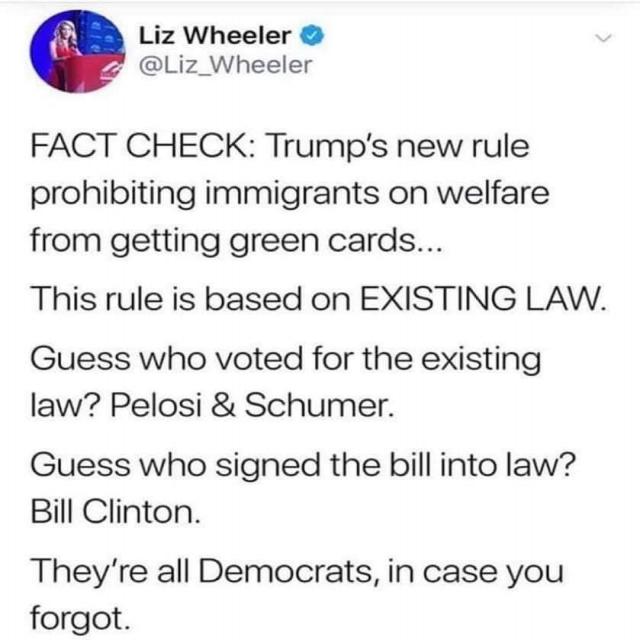 Liz Wheeler
@Liz_Wheeler
FACT CHECK: Trump's new rule
prohibiting immigrants on welfare
from getting green cards...
This rule is based on EXISTING LAW.
Guess who voted for the existing
law? Pelosi & Schumer.
Guess who signed the bill into law?
Bill Clinton.
They're all Democrats, in case you
forgot.